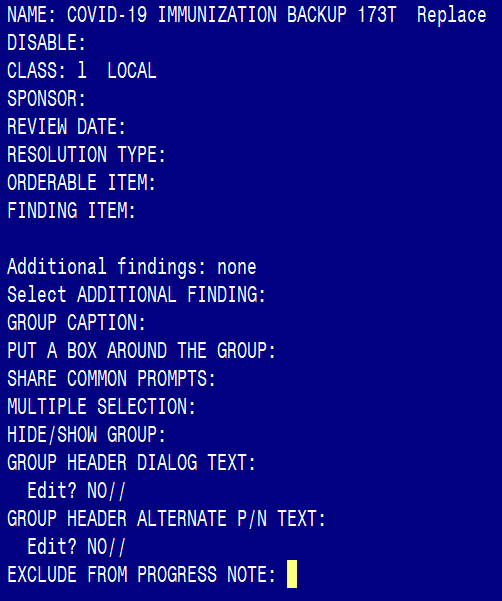 NAME: COVID-19 IMMUNIZATION BACKUP 173T  Replace
DISABLE:
CLASS: l  LOCAL
SPONSOR:
REVIEW DATE:
RESOLUTION TYPE:
ORDERABLE ITEM:
FINDING ITEM:

Additional findings: none
Select ADDITIONAL FINDING:
GROUP CAPTION:
PUT A BOX AROUND THE GROUP:
SHARE COMMON PROMPTS:
MULTIPLE SELECTION:
HIDE/SHOW GROUP:
GROUP HEADER DIALOG TEXT:
  Edit? NO//
GROUP HEADER ALTERNATE P/N TEXT:
  Edit? NO//
EXCLUDE FROM PROGRESS NOTE: